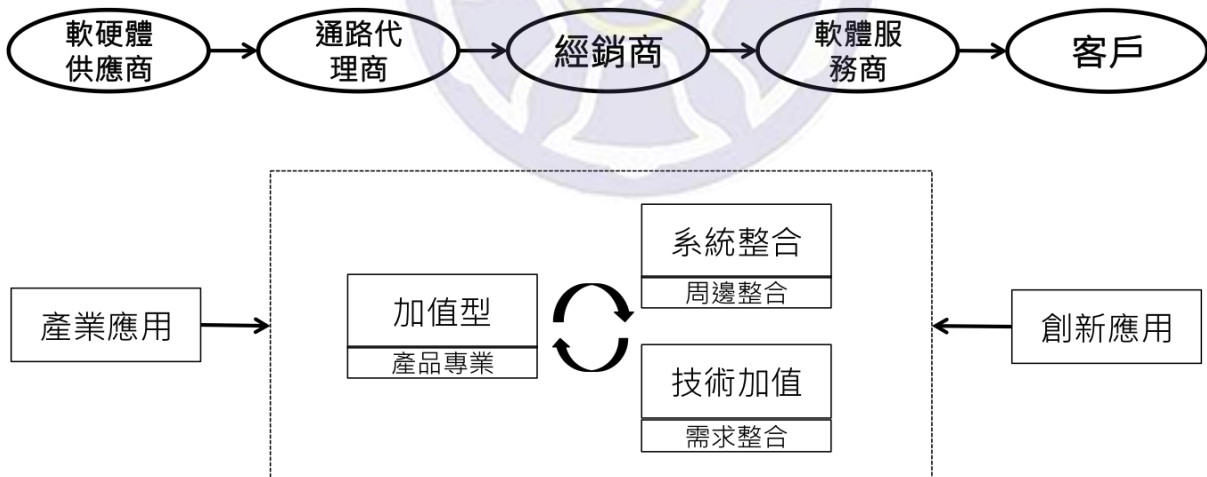 軟硬體
供應商
通路代
理商
經銷商
軟體服
務商
客戶
產業應用
加值型
產品專業
系統整合
周邊整合
技術加值
需求整合
創新應用